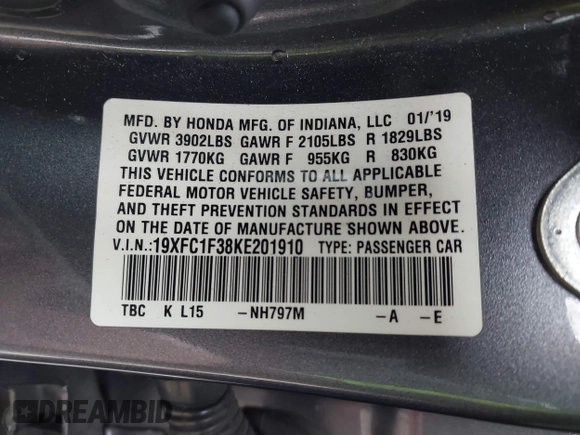 MFD. BY HONDA MFG. OF INDIANA, LLC 01/'19
GVWR 3902LBS GAWR F 2105LBS R 1829LBS
GVWR 1770KG GAWR F 955KG R 830KG
THIS VEHICLE CONFORMS TO ALL APPLICABLE
FEDERAL MOTOR VEHICLE SAFETY, BUMPER,
AND THEFT PREVENTION STANDARDS IN EFFECT
ON THE DATE OF MANUFACTURE SHOWN ABOVE.
V.I.N.:19XFC1F38KE201910 TYPE: PASSENGER CAR
TBC K L15 -NH797M -A -E
DREAMBID